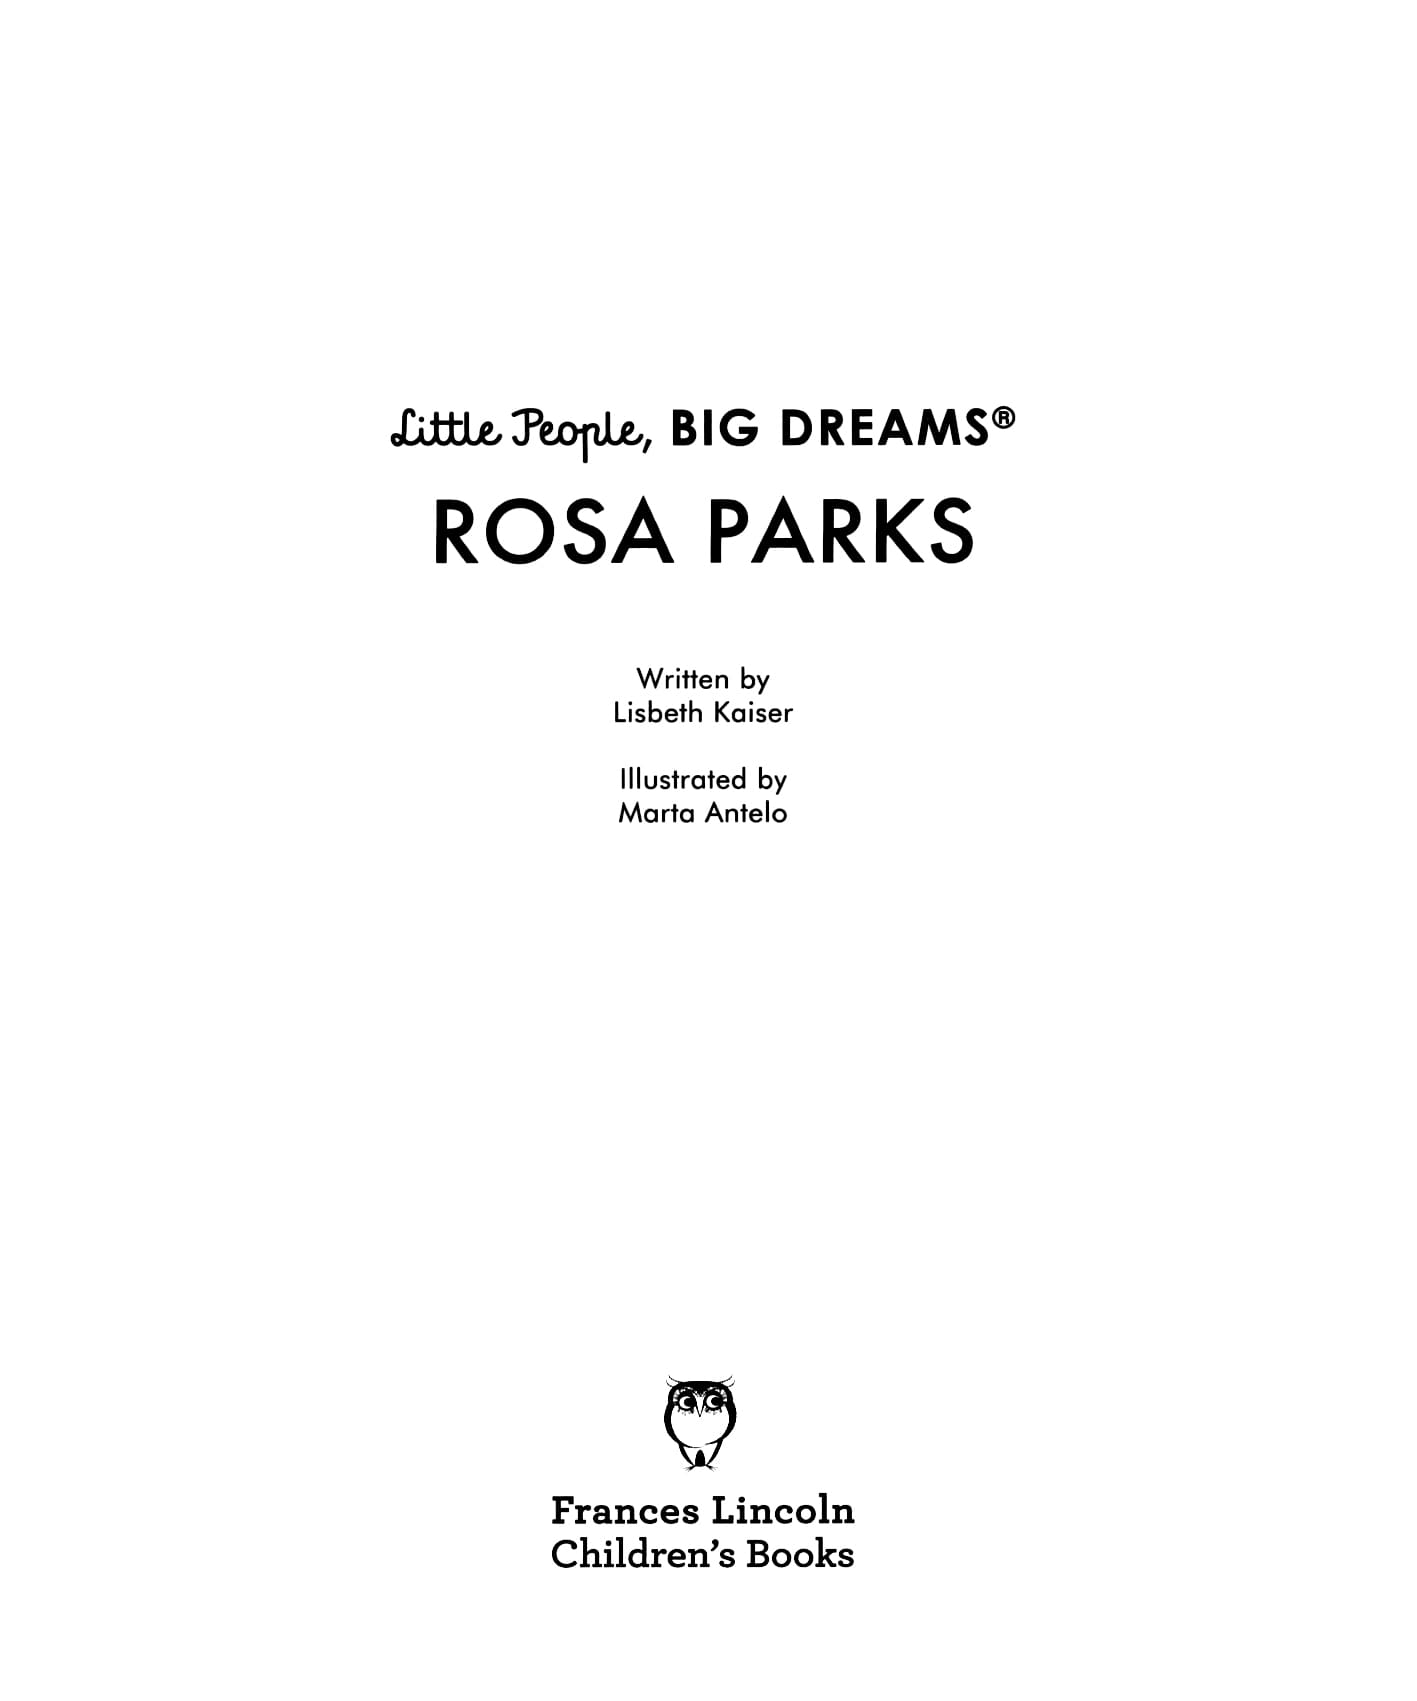 Little People, BIG DREAMS®
ROSA PARKS
Written by
Lisbeth Kaiser
Illustrated by
Marta Antelo
Frances Lincoln
Children’s Books